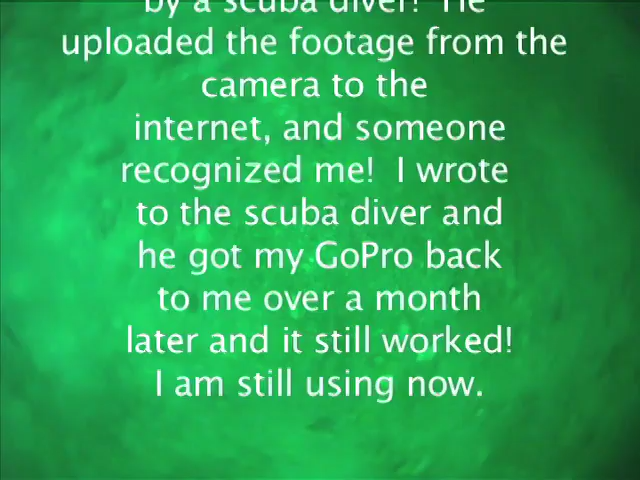 by a scuba diver! He
uploaded the footage from the
camera to the
internet, and someone
recognized me!  I wrote
to the scuba diver and
he got my GoPro back
to me over a month
later and it still worked!
I am still using now.